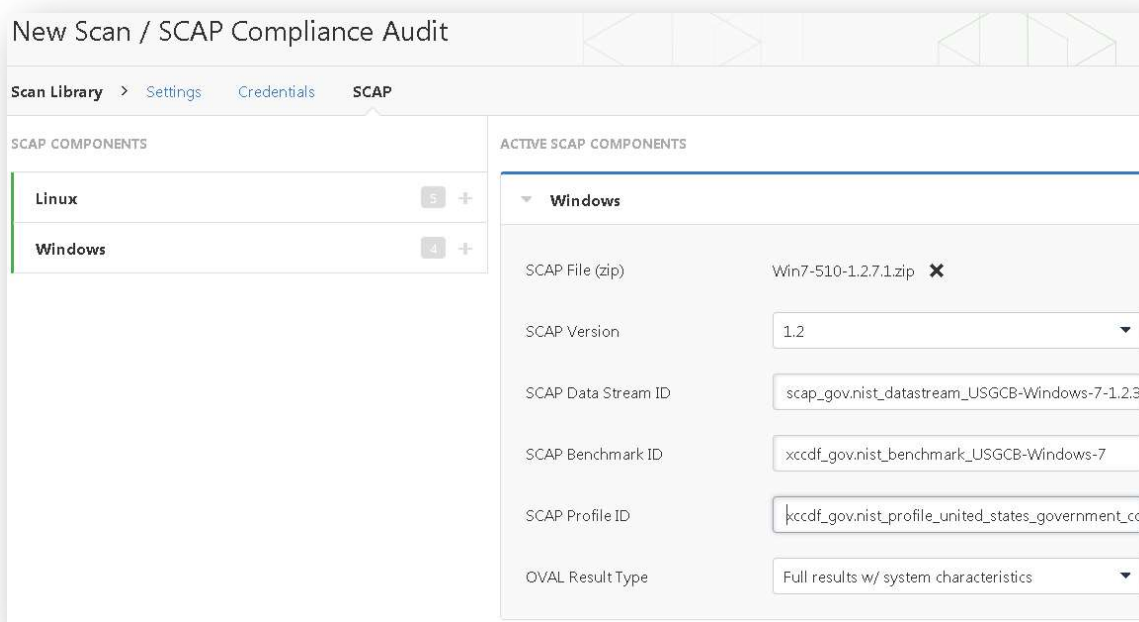 New Scan / SCAP Compliance Audit
Scan Library > Settings Credentials SCAP
SCAP COMPONENTS
Linux 5 +
Windows 4 +
ACTIVE SCAP COMPONENTS
Windows
SCAP File (zip) Win7-510-1.2.7.1.zip
SCAP Version 1.2
SCAP Data Stream ID scap_gov.nist_datastream_USGCB-Windows-7-1.2.3
SCAP Benchmark ID xccdf_gov.nist_benchmark_USGCB-Windows-7
SCAP Profile ID xccdf_gov.nist_profile_united_states_government_co
OVAL Result Type Full results w/ system characteristics